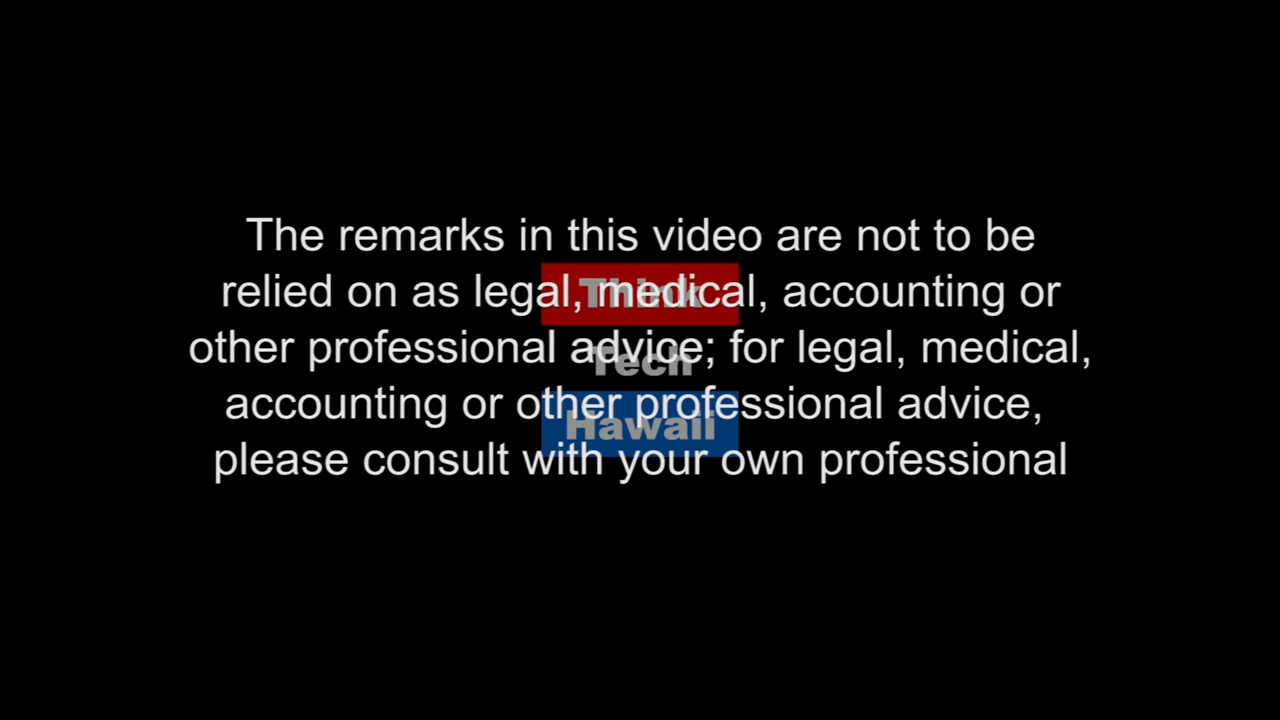 The remarks in this video are not to be
relied on as legal, medical, accounting or
other professional advice; for legal, medical,
accounting or other professional advice,
please consult with your own professional
Think
Tech
Hawaii